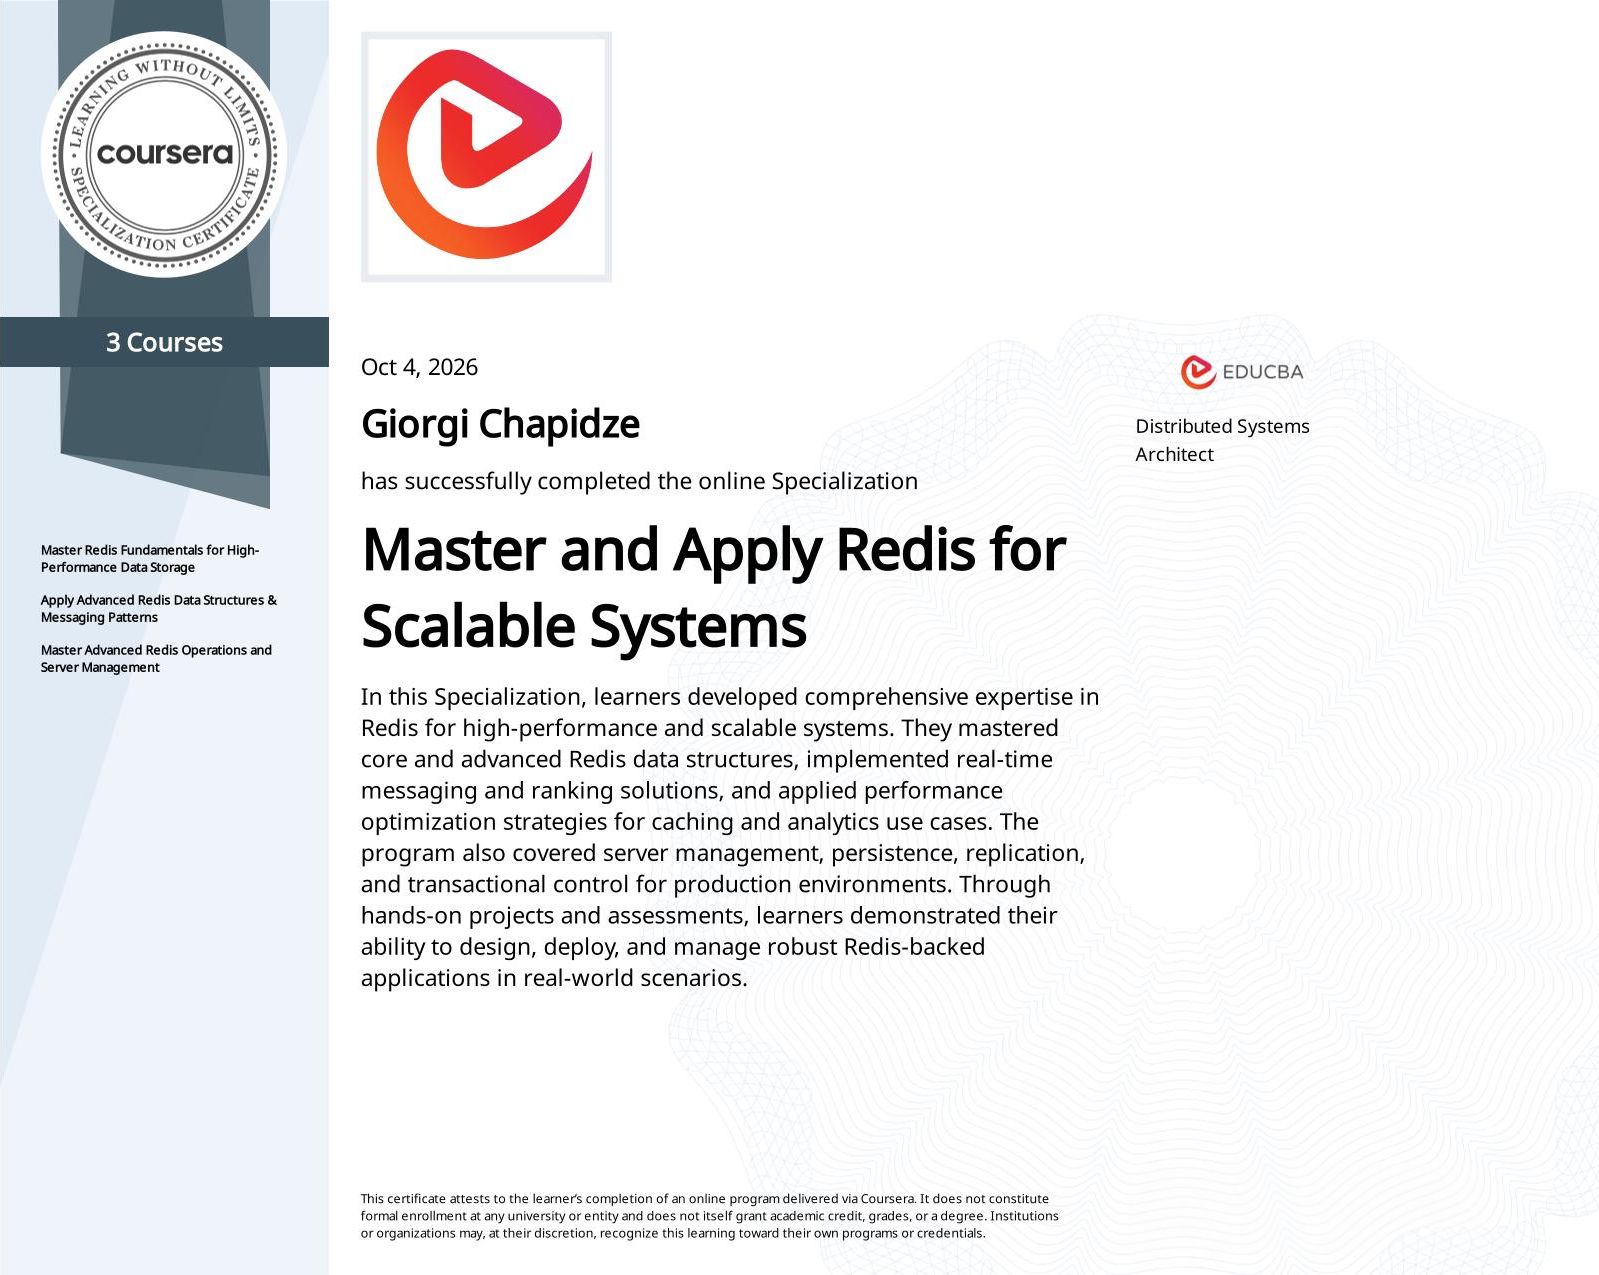 LEARNING WITHOUT LIMITS
coursera
SPECIALIZATION CERTIFICATE
3 Courses
Master Redis Fundamentals for High-
Performance Data Storage
Apply Advanced Redis Data Structures &
Messaging Patterns
Master Advanced Redis Operations and
Server Management
Oct 4, 2026
Giorgi Chapidze
has successfully completed the online Specialization
Master and Apply Redis for
Scalable Systems
In this Specialization, learners developed comprehensive expertise in
Redis for high-performance and scalable systems. They mastered
core and advanced Redis data structures, implemented real-time
messaging and ranking solutions, and applied performance
optimization strategies for caching and analytics use cases. The
program also covered server management, persistence, replication,
and transactional control for production environments. Through
hands-on projects and assessments, learners demonstrated their
ability to design, deploy, and manage robust Redis-backed
applications in real-world scenarios.
EDUCBA
Distributed Systems
Architect
This certificate attests to the learner's completion of an online program delivered via Coursera. It does not constitute
formal enrollment at any university or entity and does not itself grant academic credit, grades, or a degree. Institutions
or organizations may, at their discretion, recognize this learning toward their own programs or credentials.